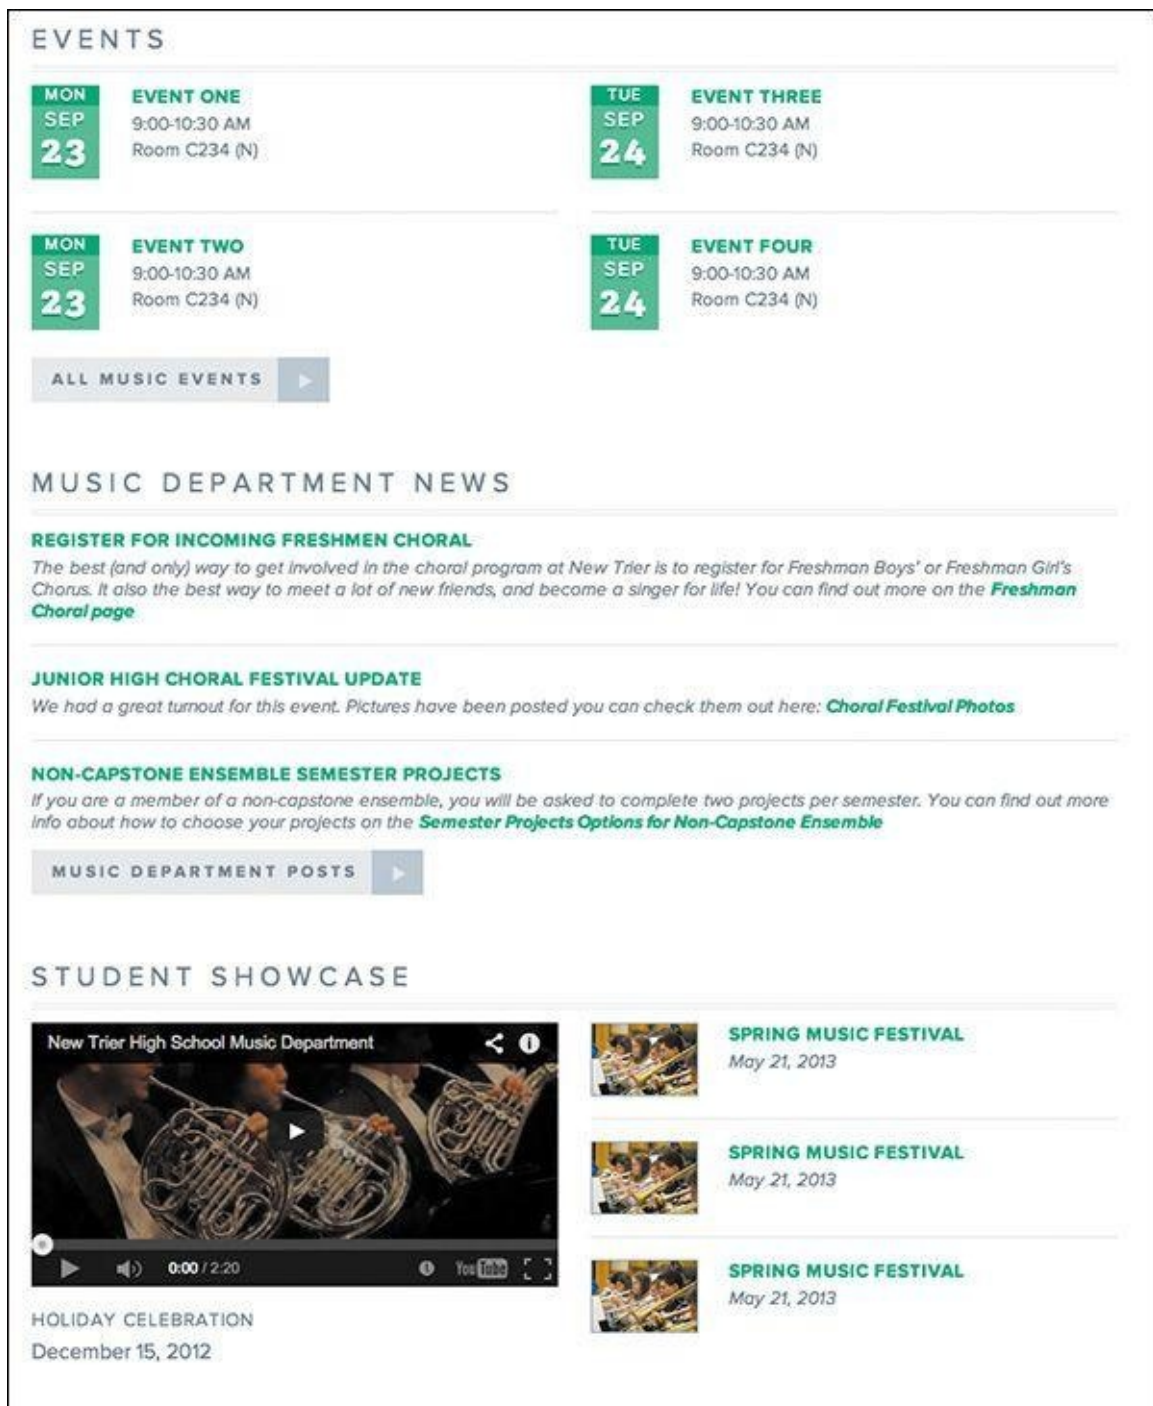 EVENTS
MON
SEP
23
EVENT ONE
9:00-10:30 AM
Room C234 (N)
TUE
SEP
24
EVENT THREE
9:00-10:30 AM
Room C234 (N)
MON
SEP
23
EVENT TWO
9:00-10:30 AM
Room C234 (N)
TUE
SEP
24
EVENT FOUR
9:00-10:30 AM
Room C234 (N)
ALL MUSIC EVENTS
MUSIC DEPARTMENT NEWS
REGISTER FOR INCOMING FRESHMEN CHORAL
The best (and only) way to get involved in the choral program at New Trier is to register for Freshman Boys' or Freshman Girl's
Chorus. It also the best way to meet a lot of new friends, and become a singer for life! You can find out more on the Freshman
Choral page
JUNIOR HIGH CHORAL FESTIVAL UPDATE
We had a great turnout for this event. Pictures have been posted you can check them out here: Choral Festival Photos
NON-CAPSTONE ENSEMBLE SEMESTER PROJECTS
If you are a member of a non-capstone ensemble, you will be asked to complete two projects per semester. You can find out more
info about how to choose your projects on the Semester Projects Options for Non-Capstone Ensemble
MUSIC DEPARTMENT POSTS
STUDENT SHOWCASE
New Trier High School Music Department
0:00 / 2:20
YouTube
HOLIDAY CELEBRATION
December 15, 2012
SPRING MUSIC FESTIVAL
May 21, 2013
SPRING MUSIC FESTIVAL
May 21, 2013
SPRING MUSIC FESTIVAL
May 21, 2013